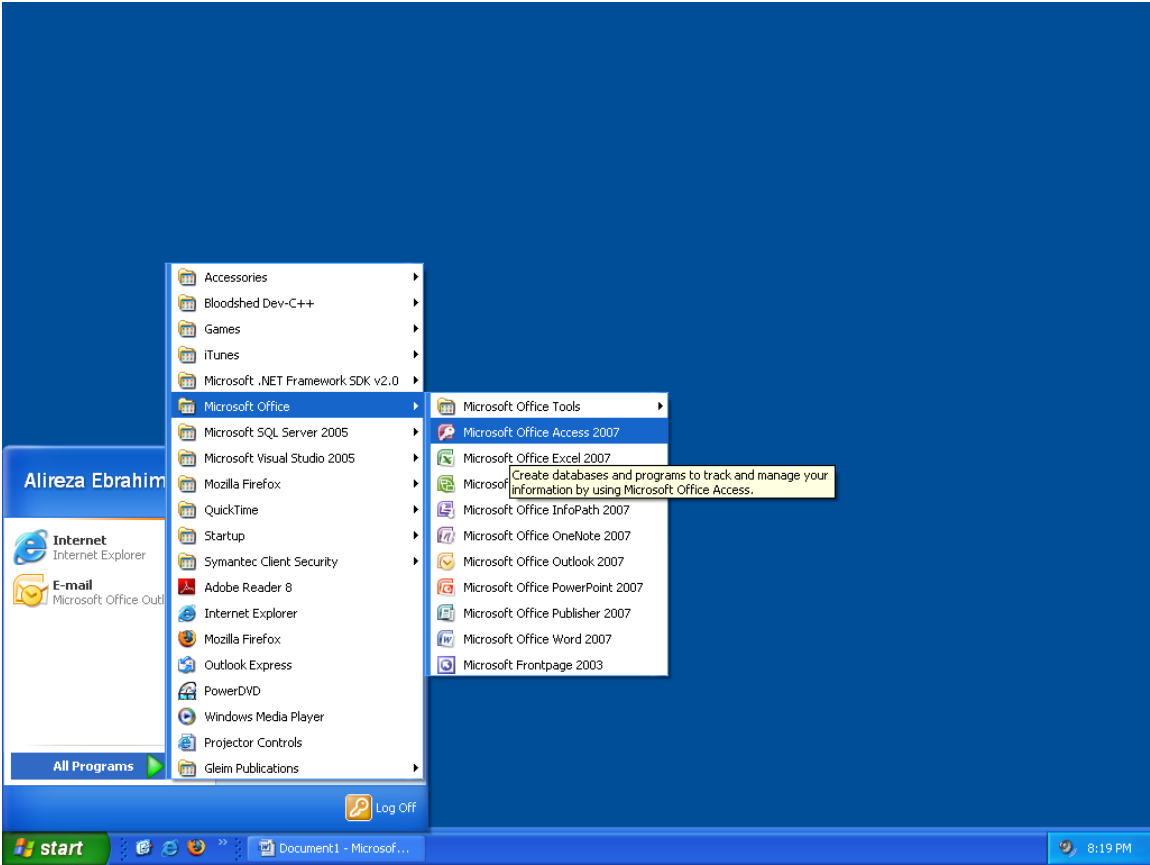 Accessories
Bloodshed Dev-C++
Games
iTunes
Microsoft .NET Framework SDK v2.0
Microsoft Office
Microsoft SQL Server 2005
Microsoft Visual Studio 2005
Mozilla Firefox
QuickTime
Startup
Symantec Client Security
Adobe Reader 8
Internet Explorer
Mozilla Firefox
Outlook Express
PowerDVD
Windows Media Player
Projector Controls
Gleim Publications
Microsoft Office Tools
Microsoft Office Access 2007
Microsoft Office Excel 2007
Create databases and programs to track and manage your
information by using Microsoft Office Access.
Microsof
Microsoft Office InfoPath 2007
Microsoft Office OneNote 2007
Microsoft Office Outlook 2007
Microsoft Office PowerPoint 2007
Microsoft Office Publisher 2007
Microsoft Office Word 2007
Microsoft Frontpage 2003
Alireza Ebrahim
Internet
Internet Explorer
E-mail
Microsoft Office Outl
All Programs
Log Off
start
Document1 - Microsof...
8:19 PM